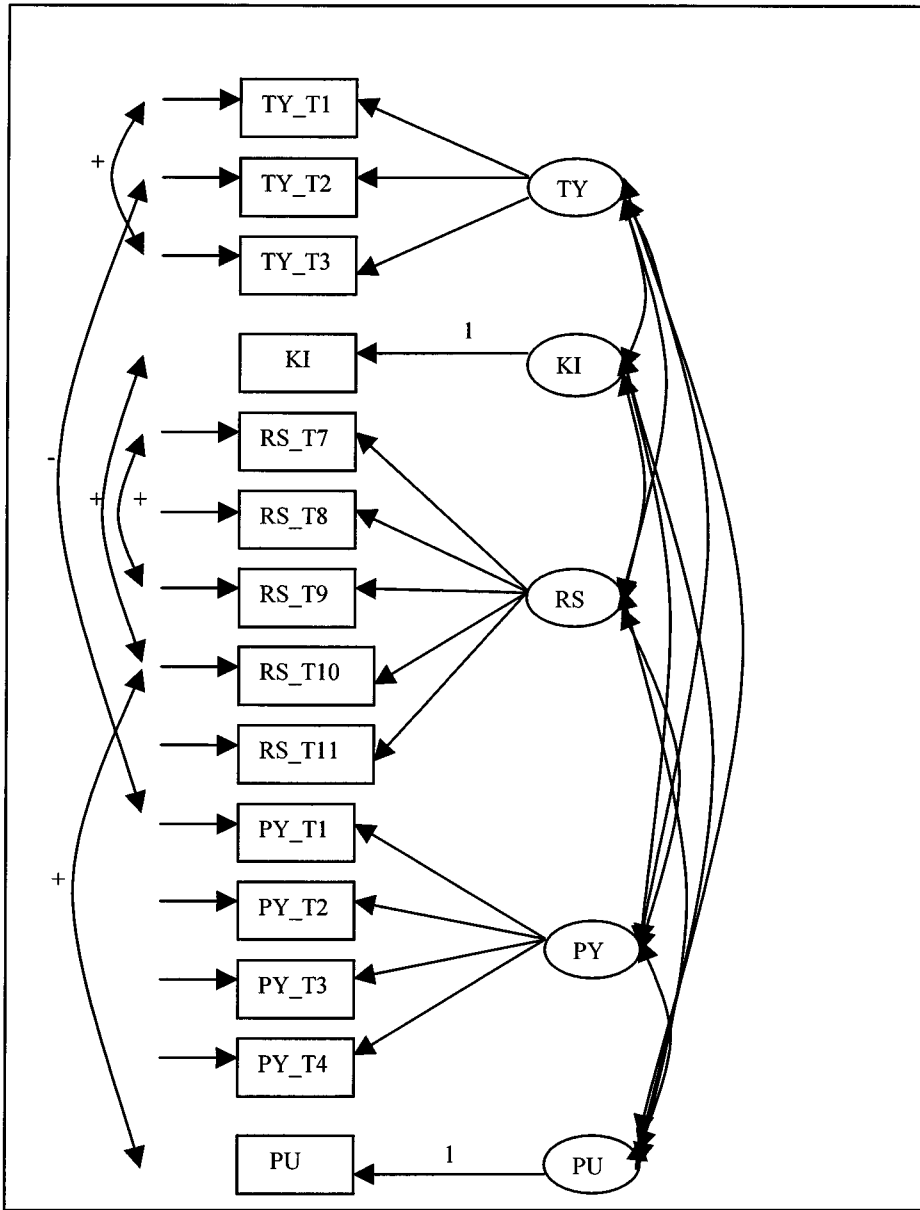 TY_T1
+
TY_T2
TY
TY_T3
1
KI
KI
RS_T7
-
+
+
RS_T8
RS_T9
RS
RS_T10
RS_T11
PY_T1
+
PY_T2
PY
PY_T3
PY_T4
1
PU
PU